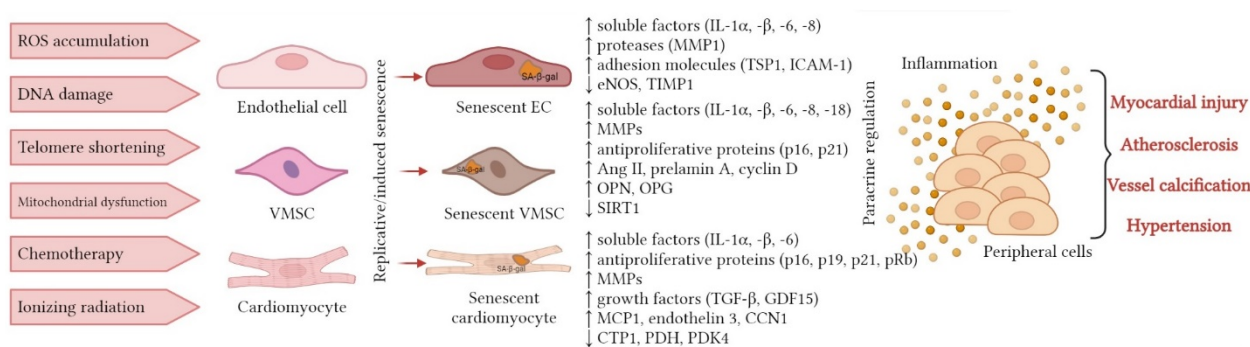 ROS accumulation
DNA damage
Telomere shortening
Mitochondrial dysfunction
Chemotherapy
Ionizing radiation
Endothelial cell
VMSC
Cardiomyocyte
Replicative/induced senescence
SA-β-gal
Senescent EC
SA-β-gal
Senescent VMSC
SA-β-gal
Senescent
cardiomyocyte
↑ soluble factors (IL-1α, -β, -6, -8)
↑ proteases (MMP1)
↑ adhesion molecules (TSP1, ICAM-1)
↓ eNOS, TIMP1
↑ soluble factors (IL-1α, -β, -6, -8, -18)
↑ MMPs
↑ antiproliferative proteins (p16, p21)
↑ Ang II, prelamin A, cyclin D
↑ OPN, OPG
↓ SIRT1
↑ soluble factors (IL-1α, -β, -6)
↑ antiproliferative proteins (p16, p19, p21, pRb)
↑ MMPs
↑ growth factors (TGF-β, GDF15)
↑ MCP1, endothelin 3, CCN1
↓ CTP1, PDH, PDK4
Paracrine regulation
Inflammation
Peripheral cells
Myocardial injury
Atherosclerosis
Vessel calcification
Hypertension